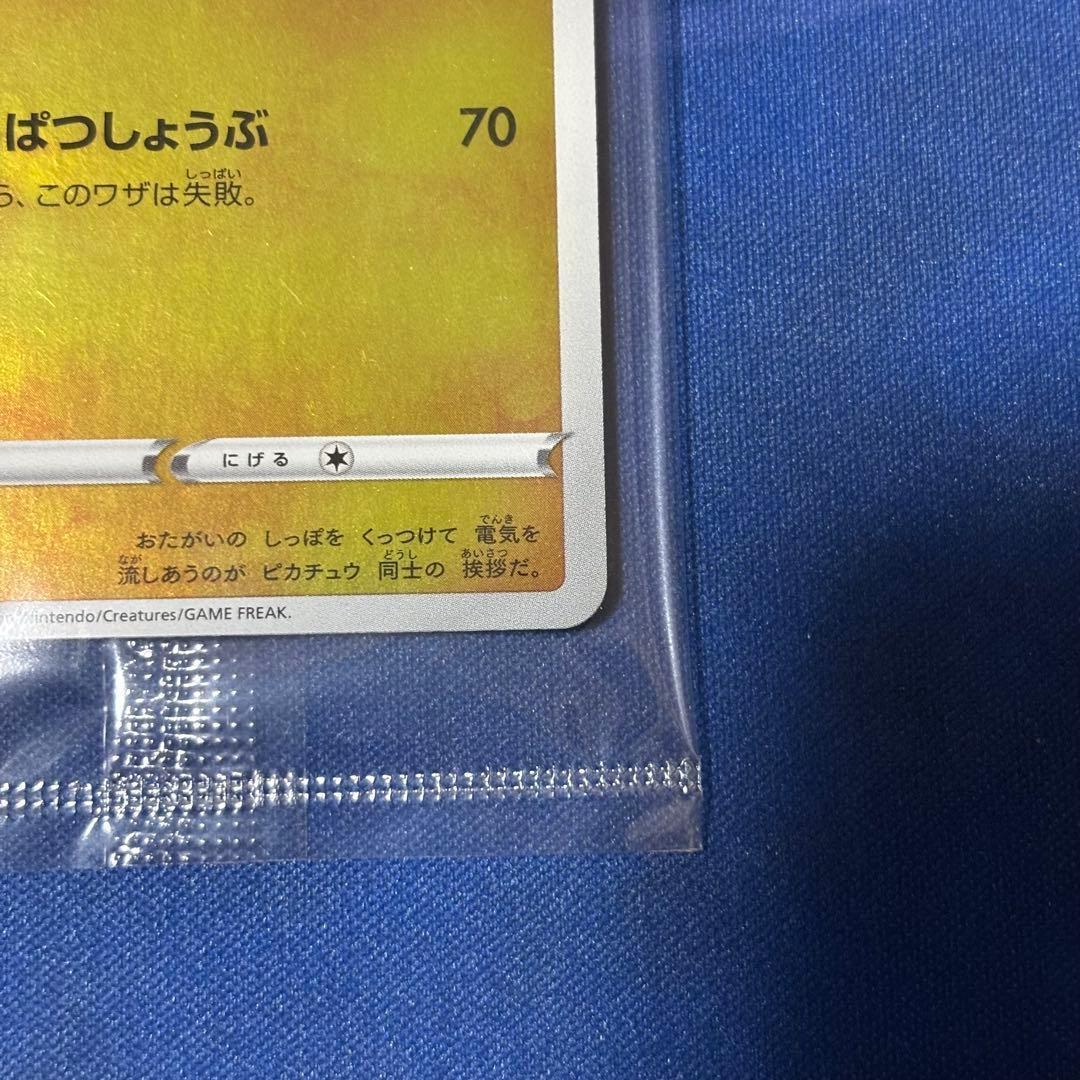 ぱつしょうぶ 70
、このワザは失敗。
しっぱい
にげる
おたがいの しっぽを くっつけて 電気を
でんき
流しあうのが ピカチュウ 同士の 挨拶だ。
なが どうし あいさつ
Nintendo/Creatures/GAME FREAK.